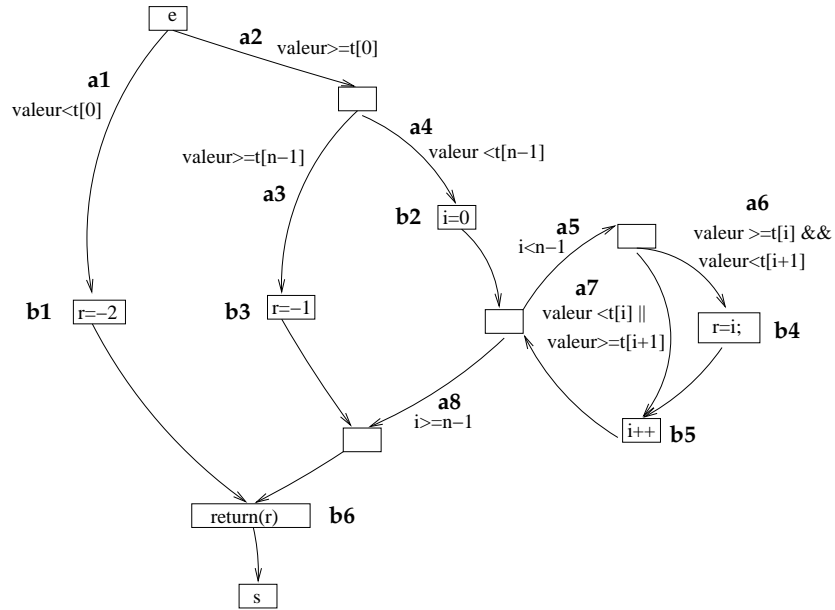 e
a2
valeur>=t[0]
a1
valeur<t[0]
a4
valeur>=t[n−1]
valeur <t[n−1]
a3
b2
i=0
a5
i<n−1
a6
valeur >=t[i] &&
valeur<t[i+1]
b1
r=−2
b3
r=−1
a7
valeur <t[i] ||
valeur>=t[i+1]
r=i;
b4
a8
i>=n−1
i++
b5
return(r)
b6
s